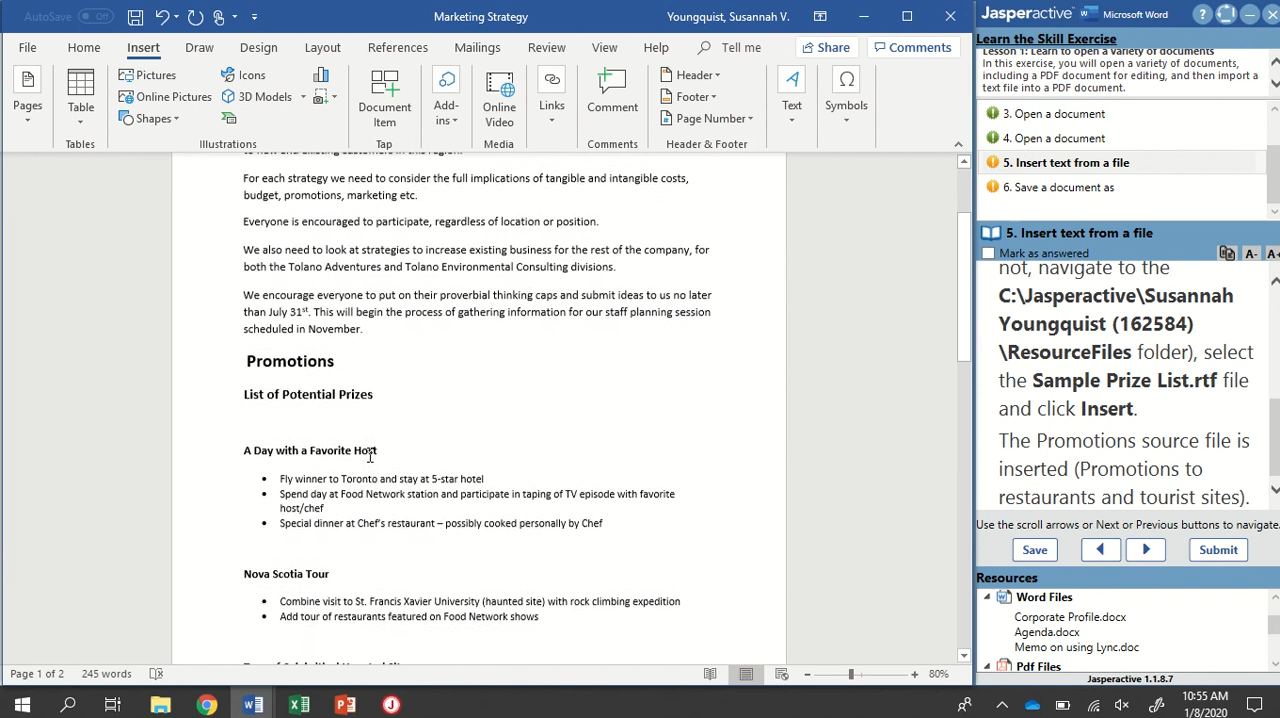 AutoSave Off
Marketing Strategy
Youngquist, Susannah V.
File Home Insert Draw Design Layout References Mailings Review View Help Tell me Share Comments
Pages
Table
Tables
Pictures
Online Pictures
Shapes
Icons
3D Models
Illustrations
Document Item
Tap
Add-ins
Online Video
Media
Links
Comment
Comments
Header
Footer
Page Number
Header & Footer
Text
Symbols
For each strategy we need to consider the full implications of tangible and intangible costs,
budget, promotions, marketing etc.
Everyone is encouraged to participate, regardless of location or position.
We also need to look at strategies to increase existing business for the rest of the company, for
both the Tolano Adventures and Tolano Environmental Consulting divisions.
We encourage everyone to put on their proverbial thinking caps and submit ideas to us no later
than July 31st. This will begin the process of gathering information for our staff planning session
scheduled in November.
Promotions
List of Potential Prizes
A Day with a Favorite Host
• Fly winner to Toronto and stay at 5-star hotel
• Spend day at Food Network station and participate in taping of TV episode with favorite
host/chef
• Special dinner at Chef's restaurant – possibly cooked personally by Chef
Nova Scotia Tour
• Combine visit to St. Francis Xavier University (haunted site) with rock climbing expedition
• Add tour of restaurants featured on Food Network shows
Page 1 of 2 245 words
80%
Jasperactive Microsoft Word
Learn the Skill Exercise
Lesson 1: Learn to open a variety of documents
In this exercise, you will open a variety of documents,
including a PDF document for editing, and then import a
text file into a PDF document.
3. Open a document
4. Open a document
5. Insert text from a file
6. Save a document as
5. Insert text from a file
Mark as answered
A- A+
not, navigate to the
C:\Jasperactive\Susannah
Youngquist (162584)
\ResourceFiles folder), select
the Sample Prize List.rtf file
and click Insert.
The Promotions source file is
inserted (Promotions to
restaurants and tourist sites).
Use the scroll arrows or Next or Previous buttons to navigate.
Save Submit
Resources
Word Files
Corporate Profile.docx
Agenda.docx
Memo on using Lync.doc
Pdf Files
Jasperactive 1.1.8.7
10:55 AM
1/8/2020